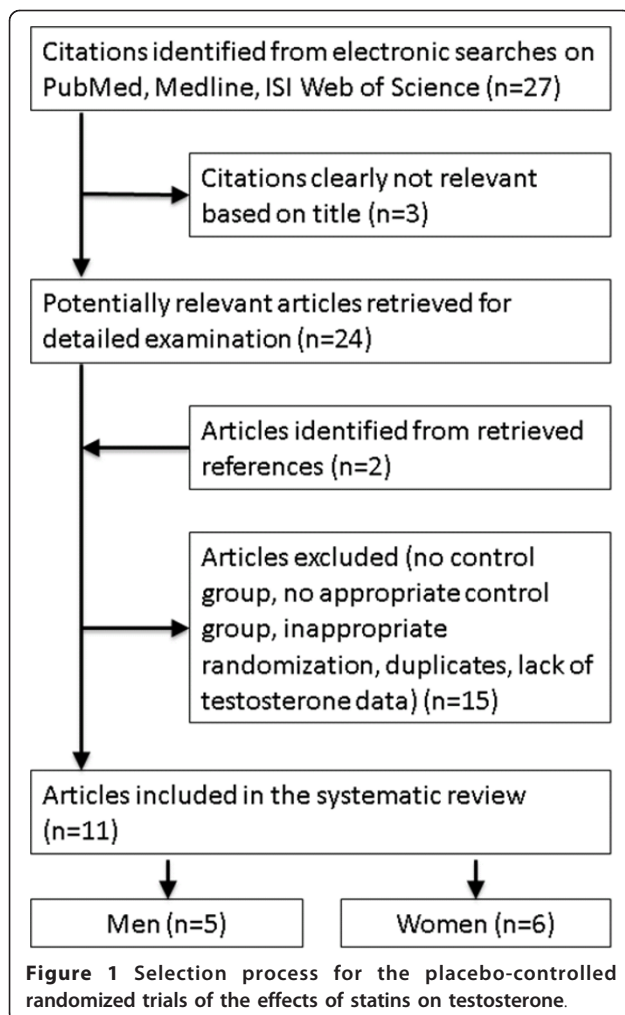 Citations identified from electronic searches on
PubMed, Medline, ISI Web of Science (n=27)
Citations clearly not relevant
based on title (n=3)
Potentially relevant articles retrieved for
detailed examination (n=24)
Articles identified from retrieved
references (n=2)
Articles excluded (no control
group, no appropriate control
group, inappropriate
randomization, duplicates, lack of
testosterone data) (n=15)
Articles included in the systematic review
(n=11)
Men (n=5)
Women (n=6)
Figure 1 Selection process for the placebo-controlled
randomized trials of the effects of statins on testosterone.